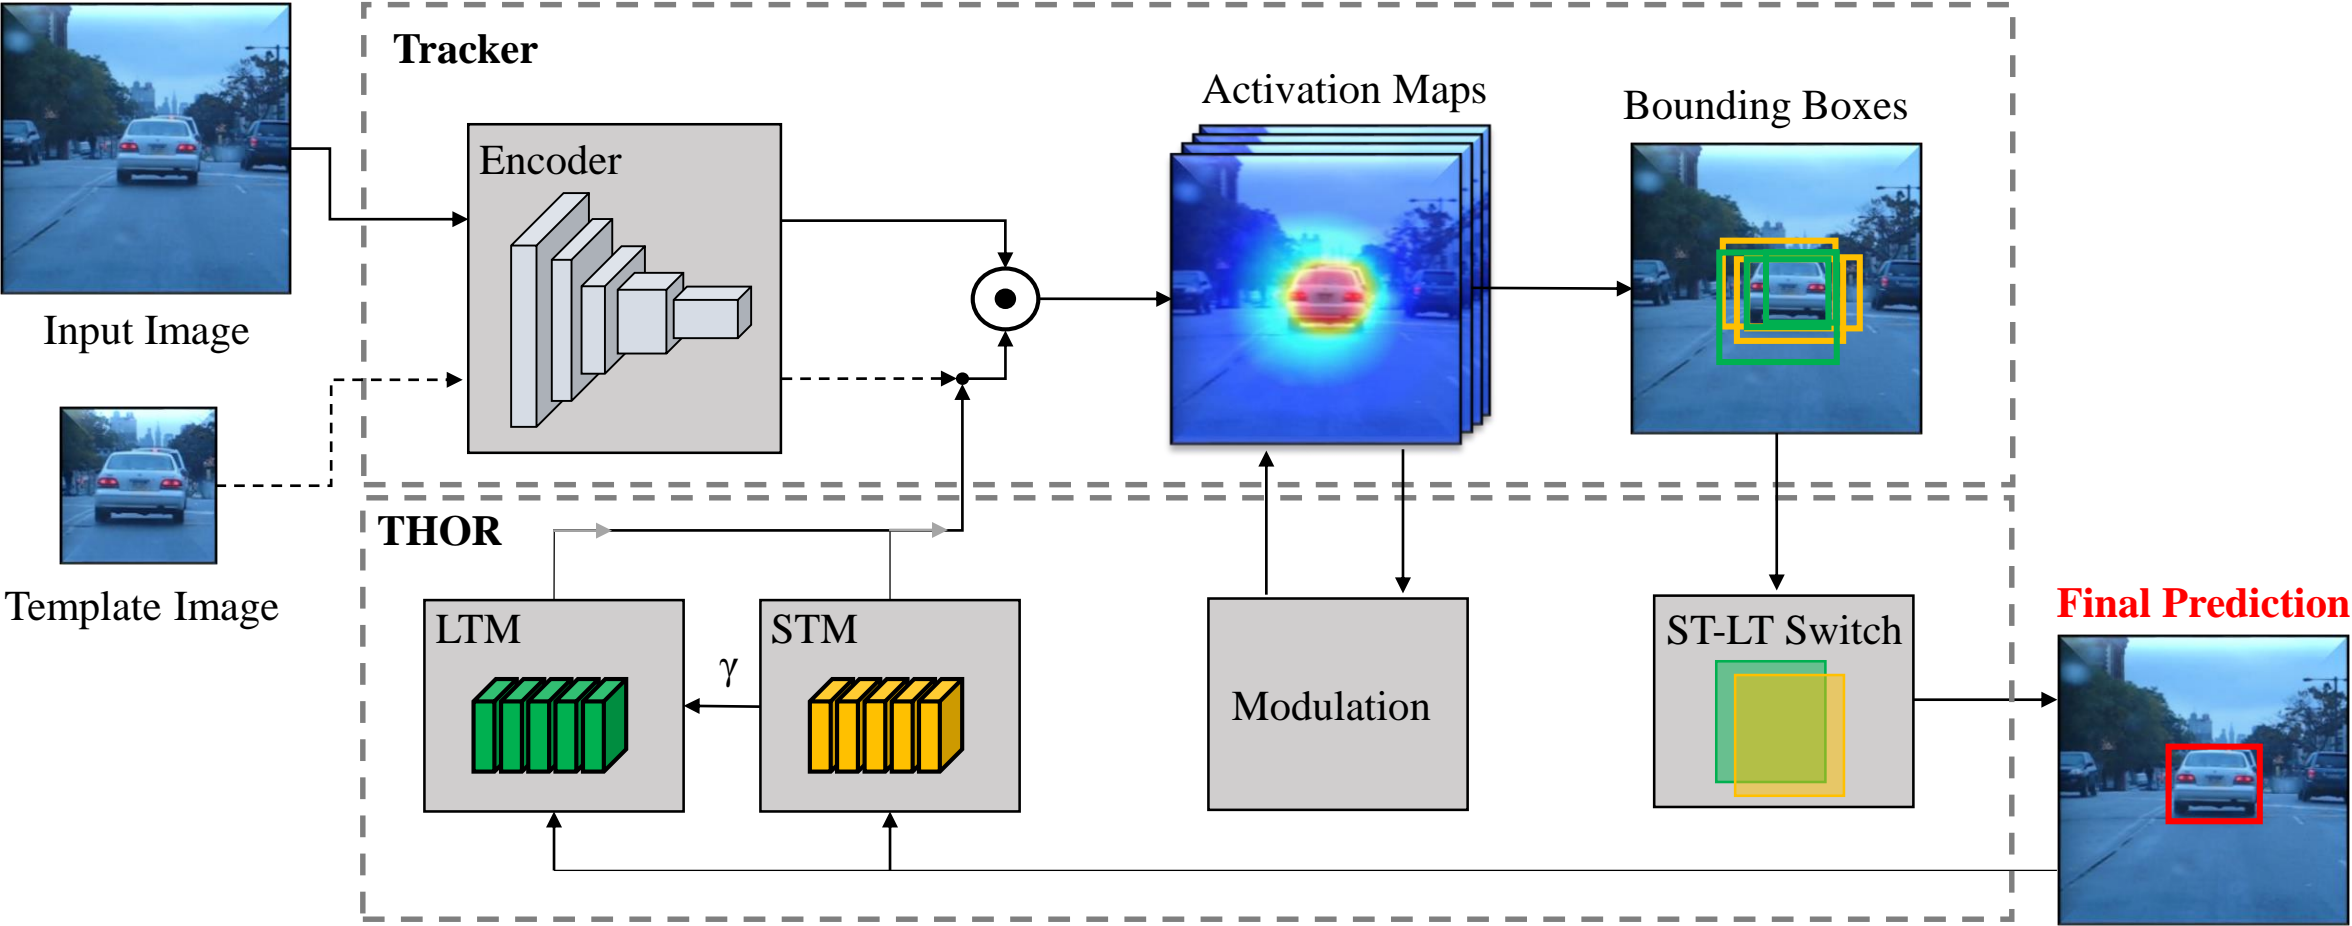 Tracker
Activation Maps
Bounding Boxes
Encoder
Input Image
THOR
Template Image
LTM
STM
γ
Modulation
ST-LT Switch
Final Prediction